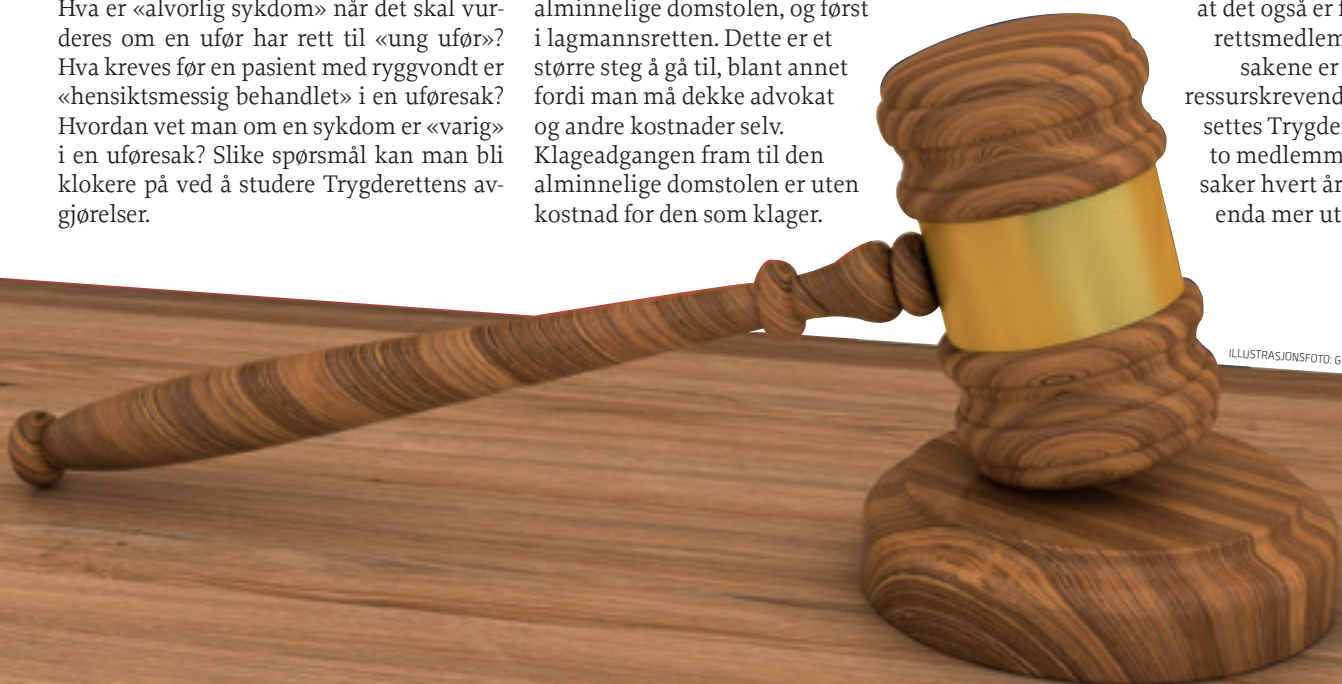 Hva er «alvorlig sykdom» når det skal vur-
deres om en ufør har rett til «ung ufør»?
Hva kreves før en pasient med ryggvondt er
«hensiktsmessig behandlet» i en uføresak?
Hvordan vet man om en sykdom er «varig»
i en uføresak? Slike spørsmål kan man bli
klokere på ved å studere Trygderettens av-
gjørelser.
alminnelige domstolen, og først
i lagmannsretten. Dette er et
større steg å gå til, blant annet
fordi man må dekke advokat
og andre kostnader selv.
Klageadgangen fram til den
alminnelige domstolen er uten
kostnad for den som klager.
at det også er
rettsmedlem
sakene er
ressurskrevend
settes Trygde
to medlemm
saker hvert år
enda mer ut
ILLUSTRASJONSFOTO: G